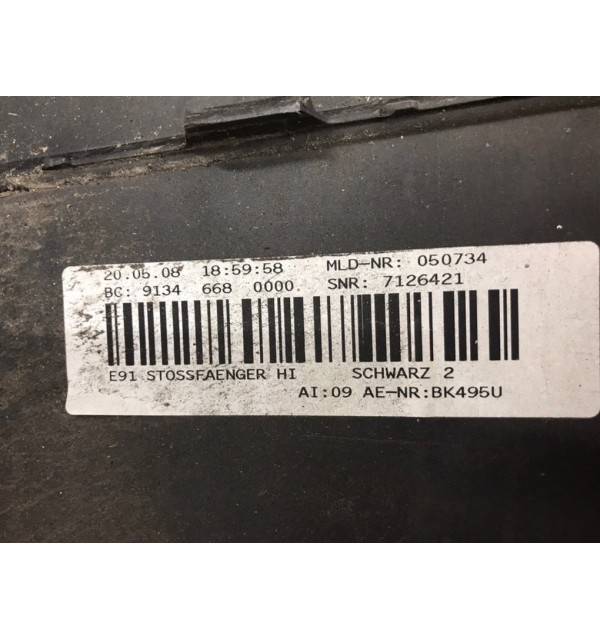 20.05.08 18:59:58 MLD-NR: 050734
BC: 9134 668 0000 SNR: 7126421
E91 STOSSFAENGER HI SCHWARZ 2
AI:09 AE-NR:BK495U